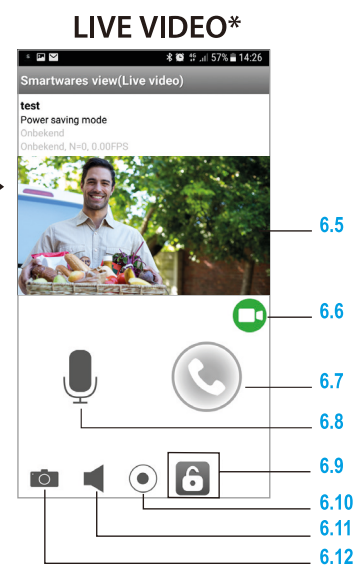 LIVE VIDEO*
57% 14:26
Smartwares view(Live video)
test
Power saving mode
Onbekend
Onbekend, N=0, 0.00FPS
6.5
6.6
6.7
6.8
6.9
6.10
6.11
6.12